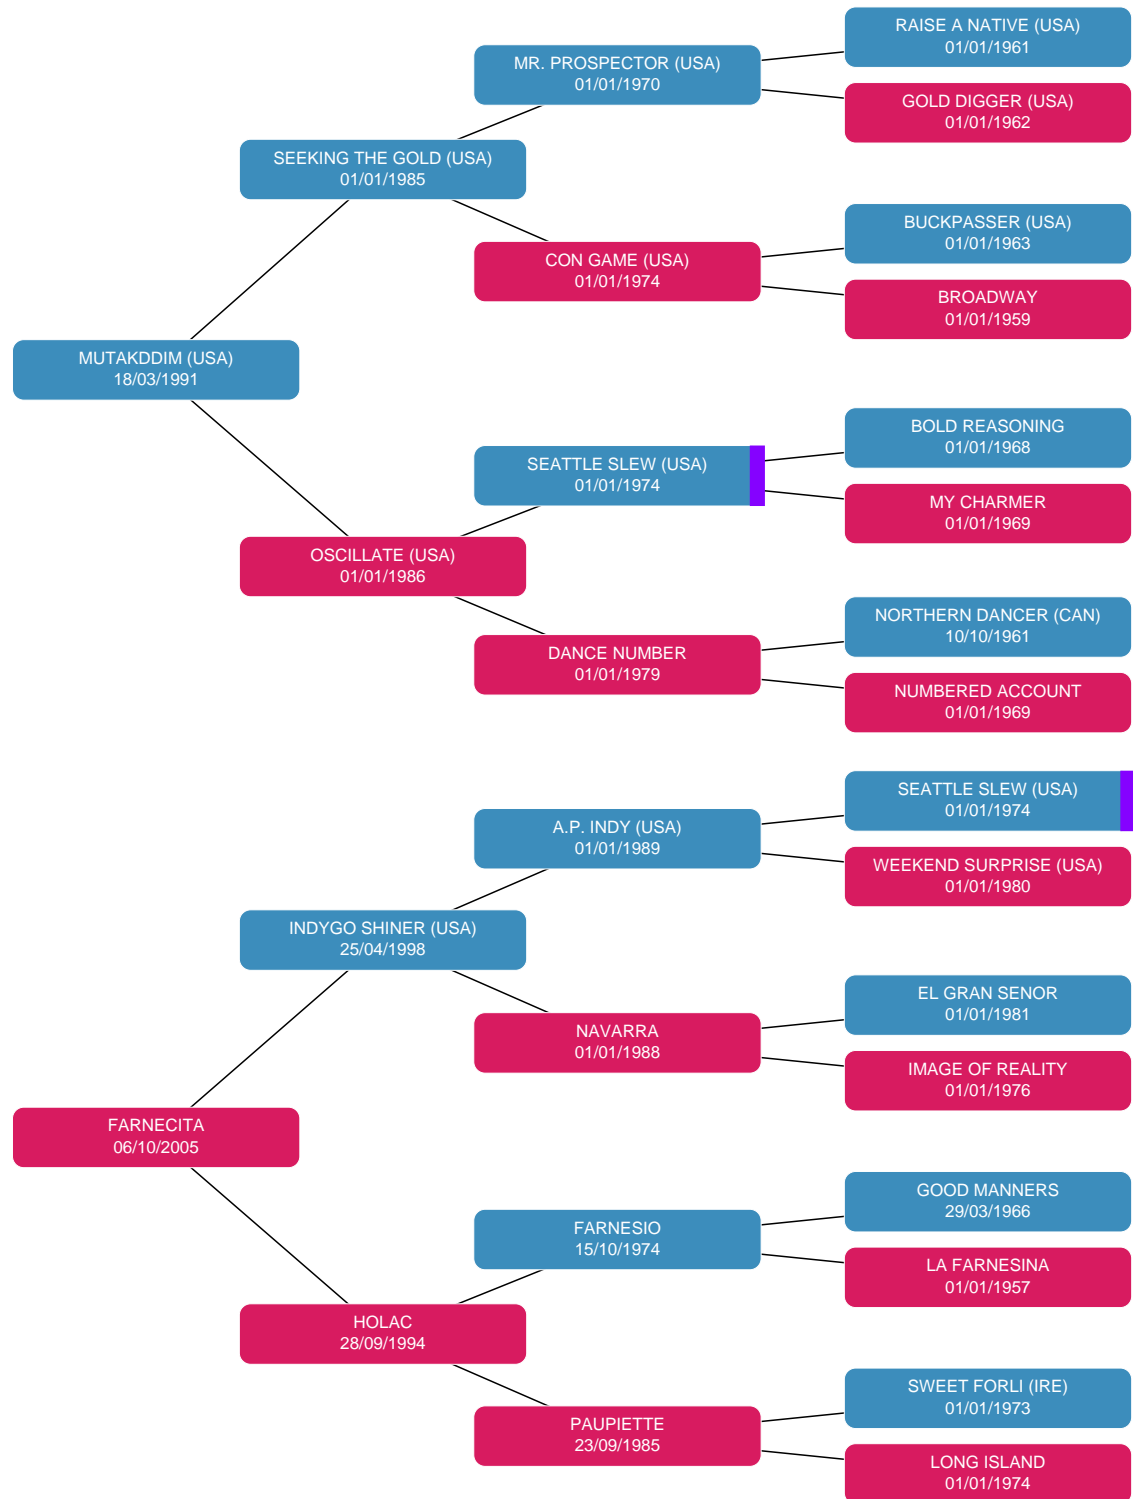 RAISE A NATIVE (USA)
01/01/1961
MR. PROSPECTOR (USA)
01/01/1970
GOLD DIGGER (USA)
01/01/1962
SEEKING THE GOLD (USA)
01/01/1985
BUCKPASSER (USA)
01/01/1963
CON GAME (USA)
01/01/1974
BROADWAY
01/01/1959
MUTAKDDIM (USA)
18/03/1991
BOLD REASONING
01/01/1968
SEATTLE SLEW (USA)
01/01/1974
MY CHARMER
01/01/1969
OSCILLATE (USA)
01/01/1986
NORTHERN DANCER (CAN)
10/10/1961
DANCE NUMBER
01/01/1979
NUMBERED ACCOUNT
01/01/1969
SEATTLE SLEW (USA)
01/01/1974
A.P. INDY (USA)
01/01/1989
WEEKEND SURPRISE (USA)
01/01/1980
INDYGO SHINER (USA)
25/04/1998
EL GRAN SENOR
01/01/1981
NAVARRA
01/01/1988
IMAGE OF REALITY
01/01/1976
FARNECITA
06/10/2005
GOOD MANNERS
29/03/1966
FARNESIO
15/10/1974
LA FARNESINA
01/01/1957
HOLAC
28/09/1994
SWEET FORLI (IRE)
01/01/1973
PAUPIETTE
23/09/1985
LONG ISLAND
01/01/1974